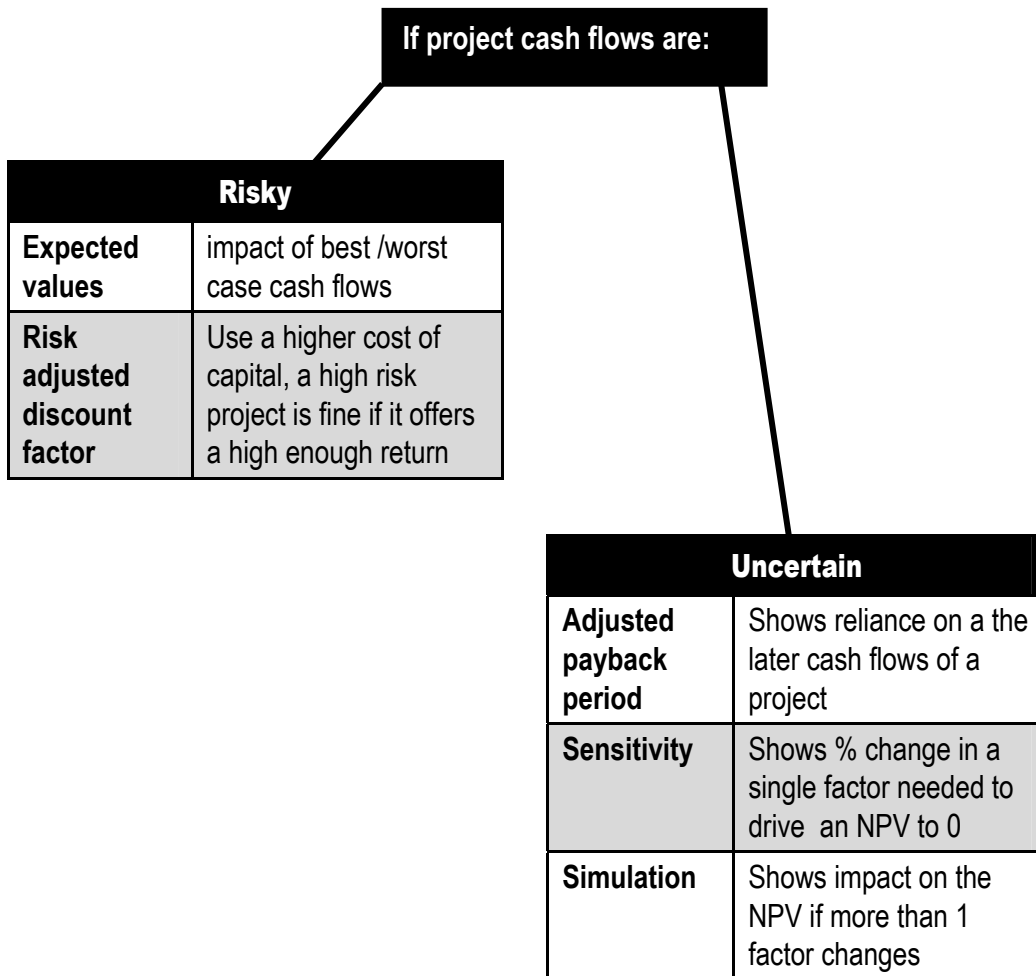 If project cash flows are:
Risky
Expected
values
impact of best /worst
case cash flows
Risk
adjusted
discount
factor
Use a higher cost of
capital, a high risk
project is fine if it offers
a high enough return
Uncertain
Adjusted
payback
period
Shows reliance on a the
later cash flows of a
project
Sensitivity
Shows % change in a
single factor needed to
drive an NPV to 0
Simulation
Shows impact on the
NPV if more than 1
factor changes